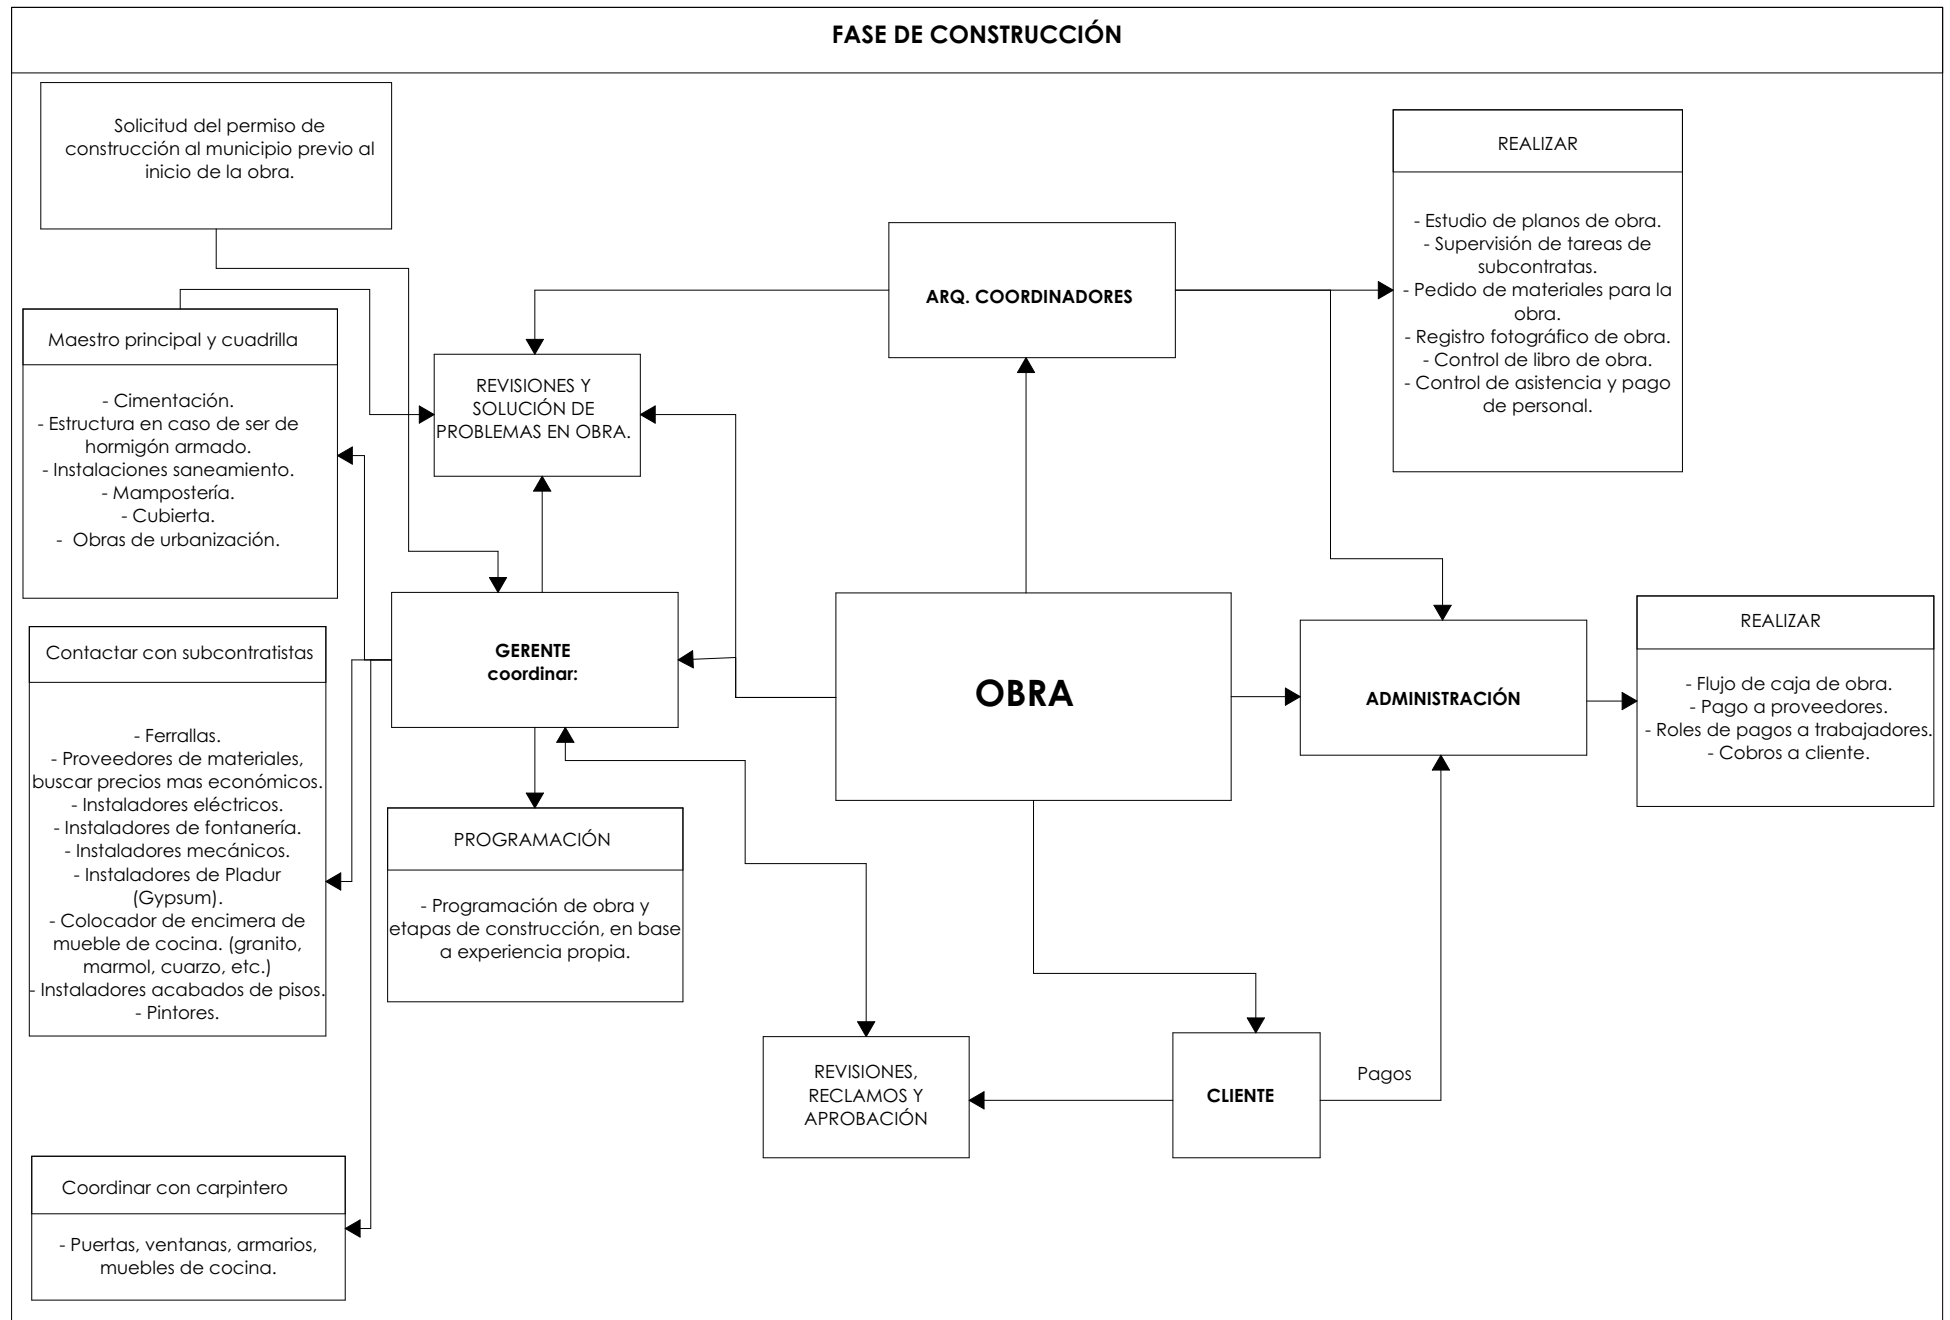 FASE DE CONSTRUCCIÓN
Solicitud del permiso de
construcción al municipio previo al
inicio de la obra.
Maestro principal y cuadrilla
- Cimentación.
- Estructura en caso de ser de
hormigón armado.
- Instalaciones saneamiento.
- Mampostería.
- Cubierta.
- Obras de urbanización.
Contactar con subcontratistas
- Ferrallas.
- Proveedores de materiales,
buscar precios mas económicos.
- Instaladores eléctricos.
- Instaladores de fontanería.
- Instaladores mecánicos.
- Instaladores de Pladur
(Gypsum).
- Colocador de encimera de
mueble de cocina. (granito,
marmol, cuarzo, etc.)
- Instaladores acabados de pisos.
- Pintores.
Coordinar con carpintero
- Puertas, ventanas, armarios,
muebles de cocina.
REVISIONES Y
SOLUCIÓN DE
PROBLEMAS EN OBRA.
GERENTE
coordinar:
PROGRAMACIÓN
- Programación de obra y
etapas de construcción, en base
a experiencia propia.
ARQ. COORDINADORES
OBRA
REVISIONES,
RECLAMOS Y
APROBACIÓN
CLIENTE
Pagos
REALIZAR
- Estudio de planos de obra.
- Supervisión de tareas de
subcontratas.
- Pedido de materiales para la
obra.
- Registro fotográfico de obra.
- Control de libro de obra.
- Control de asistencia y pago
de personal.
ADMINISTRACIÓN
REALIZAR
- Flujo de caja de obra.
- Pago a proveedores.
- Roles de pagos a trabajadores.
- Cobros a cliente.